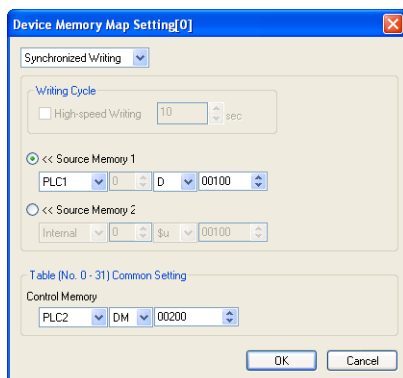 Device Memory Map Setting[0]
Synchronized Writing
Writing Cycle
High-speed Writing 10 sec
<< Source Memory 1
PLC1 0 D 00100
<< Source Memory 2
Internal 0 $u 00100
Table (No. 0 - 31) Common Setting
Control Memory
PLC2 DM 00200
OK Cancel